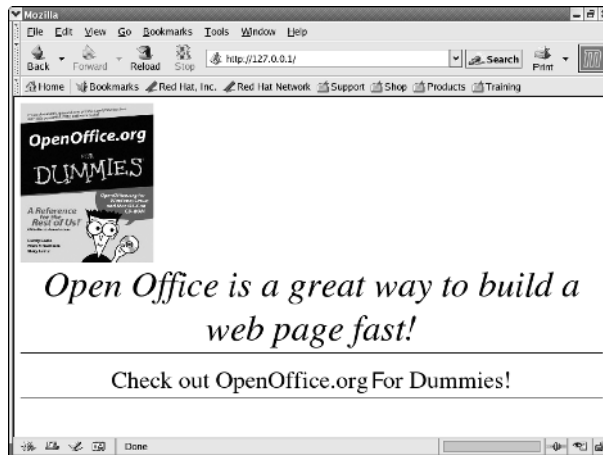 Mozilla
File Edit View Go Bookmarks Tools Window Help
Back Forward Reload Stop http://127.0.0.1/ Search Print
Home Bookmarks Red Hat, Inc. Red Hat Network Support Shop Products Training
OpenOffice.org
FOR
DUMMIES
A Reference
for the
Rest of Us!
Open Office is a great way to build a
web page fast!
Check out OpenOffice.org For Dummies!
Done